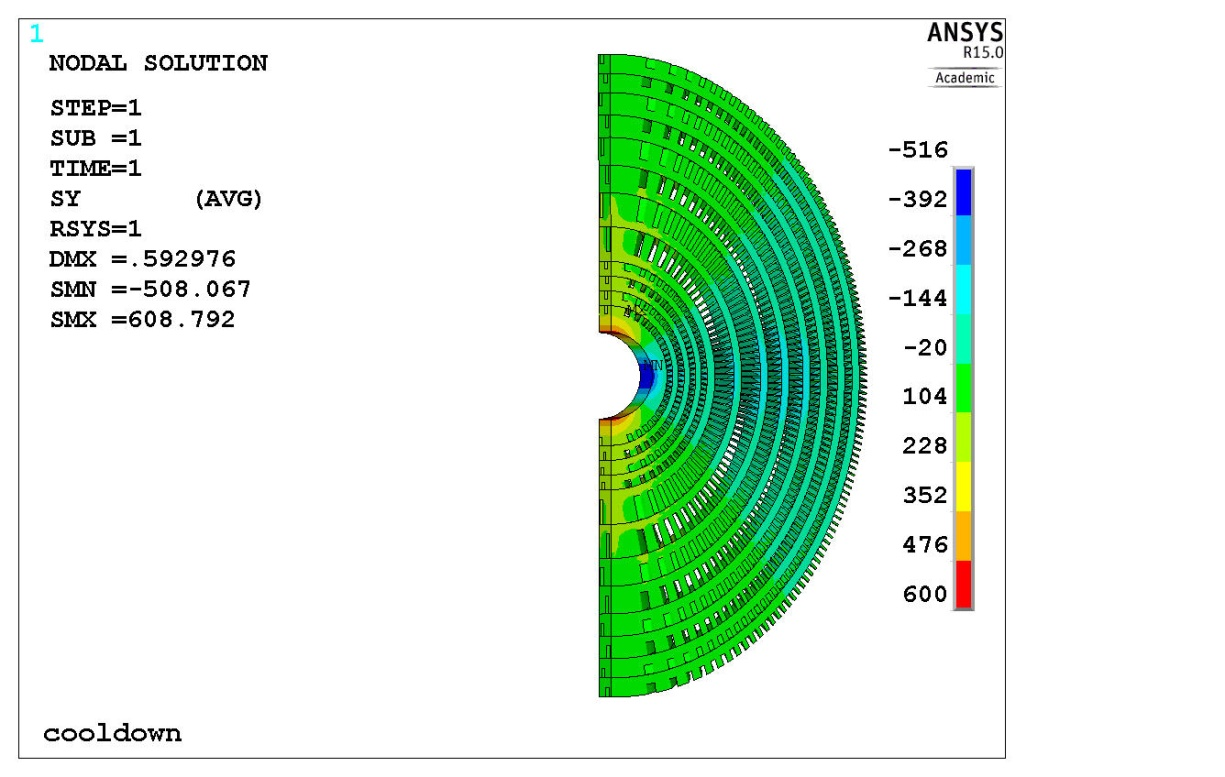 1
NODAL SOLUTION
STEP=1
SUB =1
TIME=1
SY (AVG)
RSYS=1
DMX =.592976
SMN =-508.067
SMX =608.792
ANSYS
R15.0
Academic
-516
-392
-268
-144
-20
104
228
352
476
600
MN
cooldown